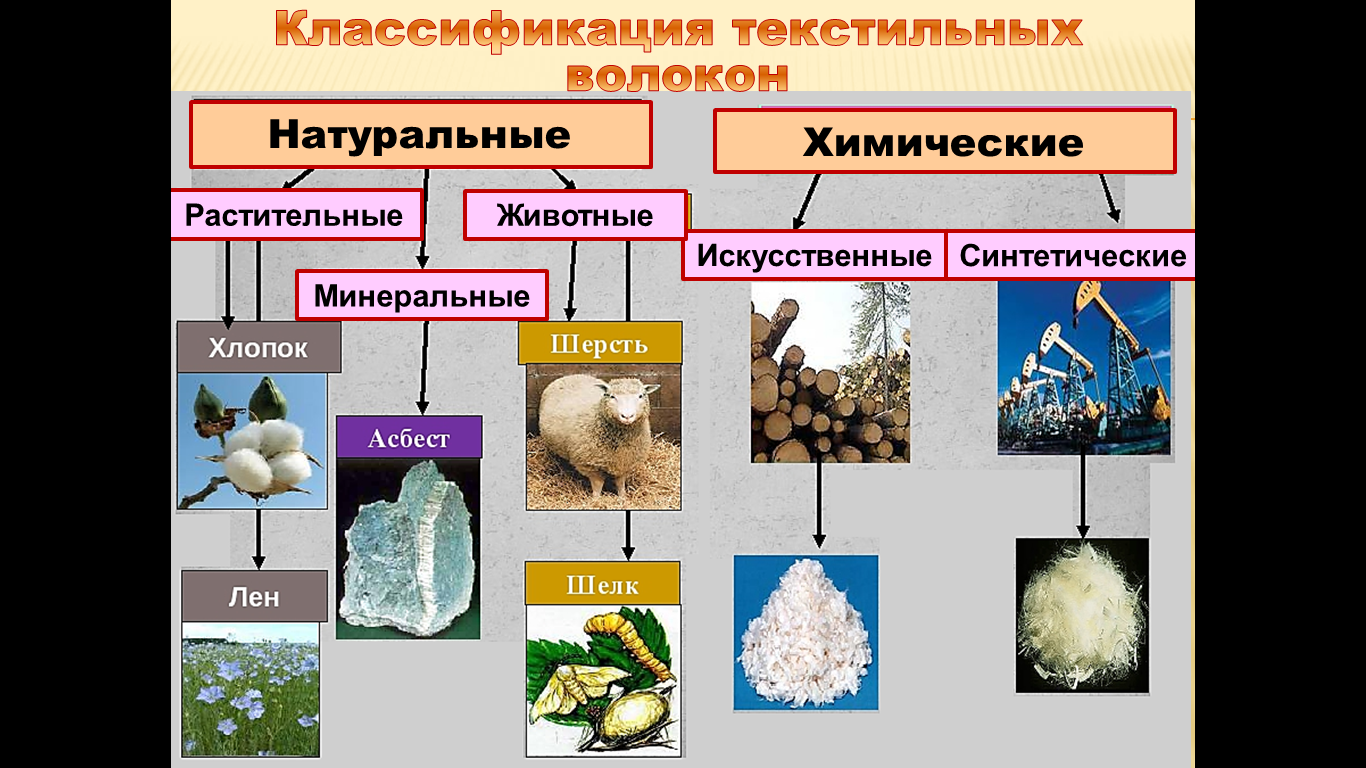 Классификация текстильных
волокон
Натуральные
Химические
Растительные
Животные
Искусственные
Синтетические
Минеральные
Хлопок
Шерсть
Асбест
Лен
Шелк